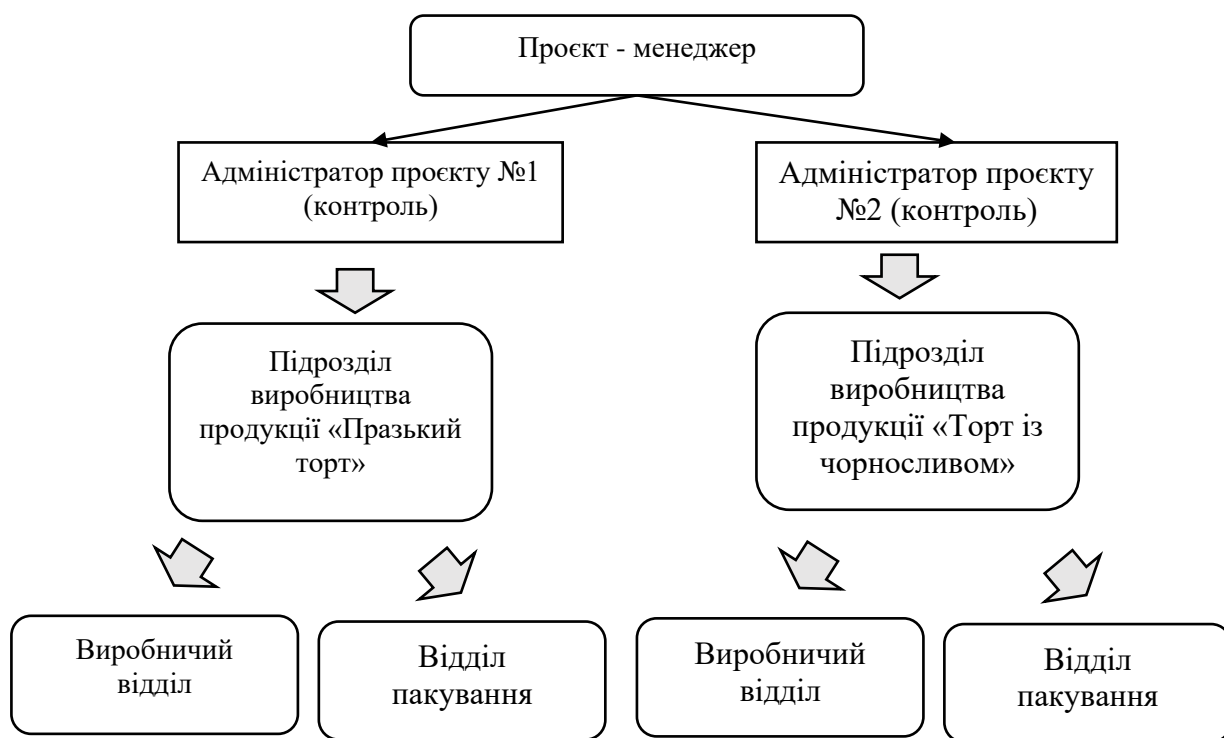 Проєкт - менеджер
Адміністратор проєкту №1
(контроль)
Адміністратор проєкту
№2 (контроль)
Підрозділ
виробництва
продукції «Празький
торт»
Підрозділ
виробництва
продукції «Торт із
чорносливом»
Виробничий
відділ
Відділ
пакування
Виробничий
відділ
Відділ
пакування